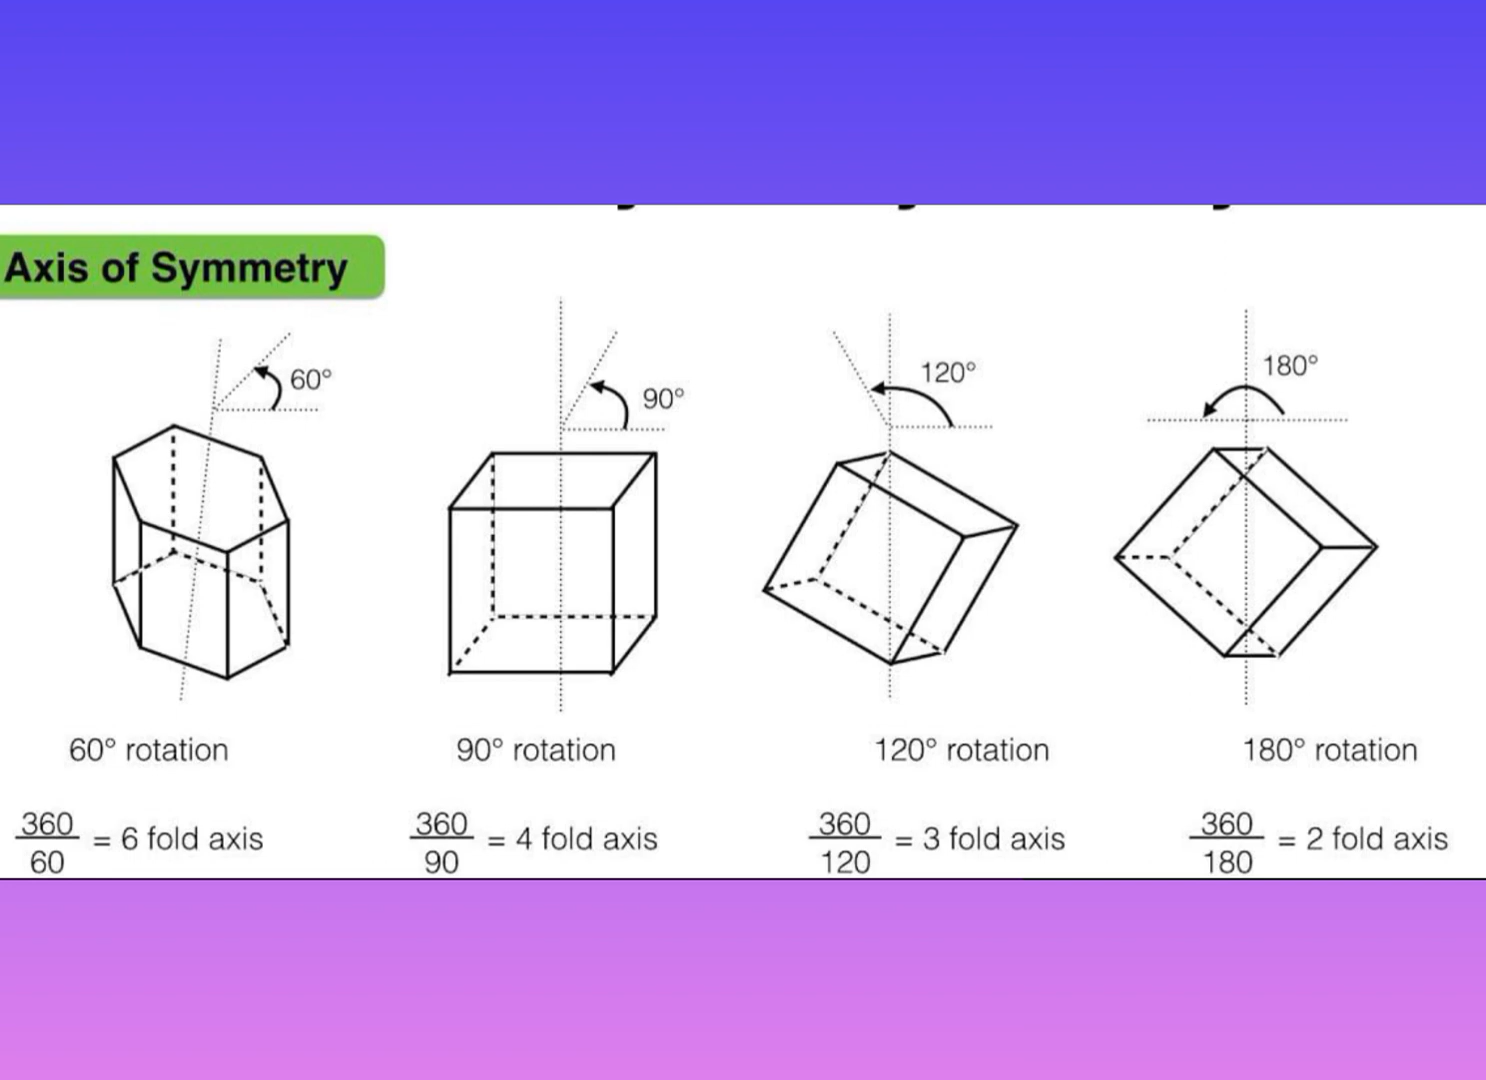 Axis of Symmetry
60°
90°
120°
180°
60° rotation
90° rotation
120° rotation
180° rotation
360/60 = 6 fold axis
360/90 = 4 fold axis
360/120 = 3 fold axis
360/180 = 2 fold axis